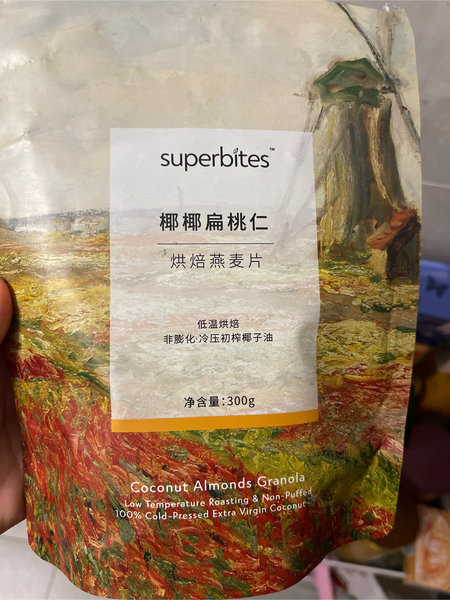 superbites™
椰椰扁桃仁
烘焙燕麦片
低温烘焙
非膨化·冷压初榨椰子油
净含量:300g
Coconut Almonds Granola
Low Temperature Roasting & Non-Puffed
100% Cold-Pressed Extra Virgin Coconut